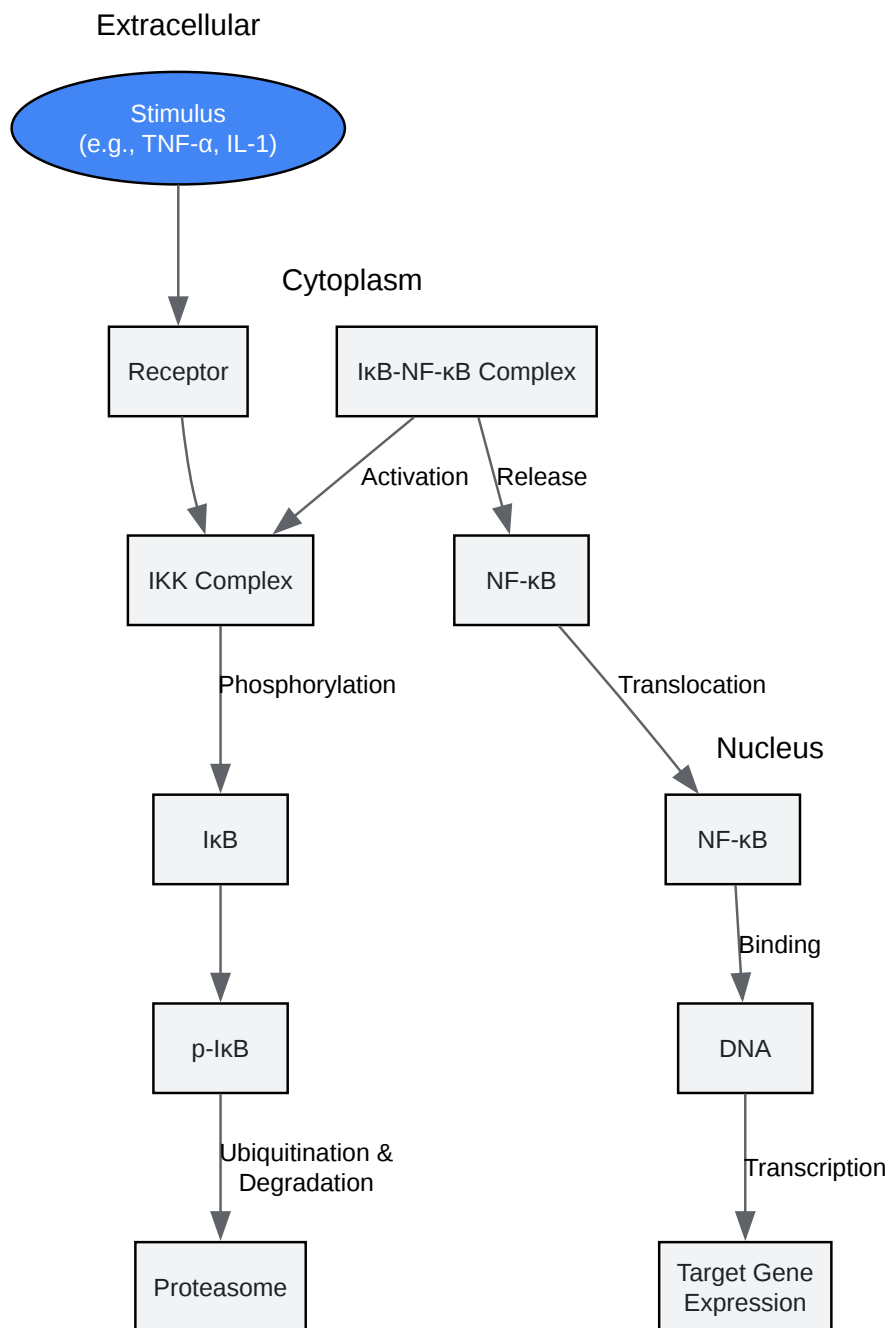 Extracellular
Stimulus
(e.g., TNF-α, IL-1)
Cytoplasm
Receptor
IκB-NF-κB Complex
Activation
Release
IKK Complex
NF-κB
Phosphorylation
Translocation
Nucleus
IκB
NF-κB
Binding
p-IκB
DNA
Ubiquitination &
Degradation
Transcription
Proteasome
Target Gene
Expression